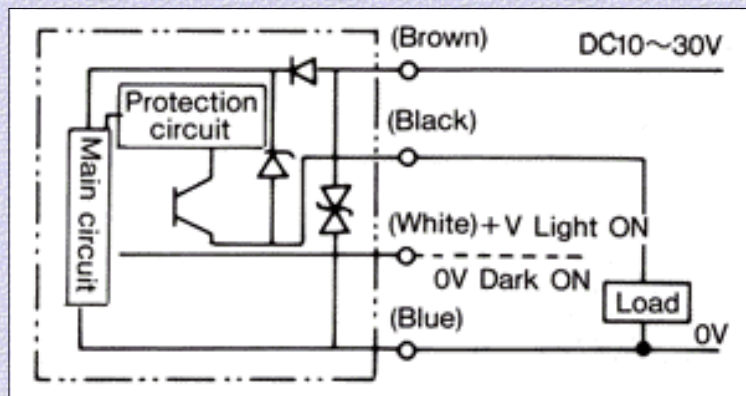 (Brown)
DC10～30V
Protection
circuit
(Black)
Main circuit
(White)+V Light ON
0V Dark ON
Load
(Blue)
0V